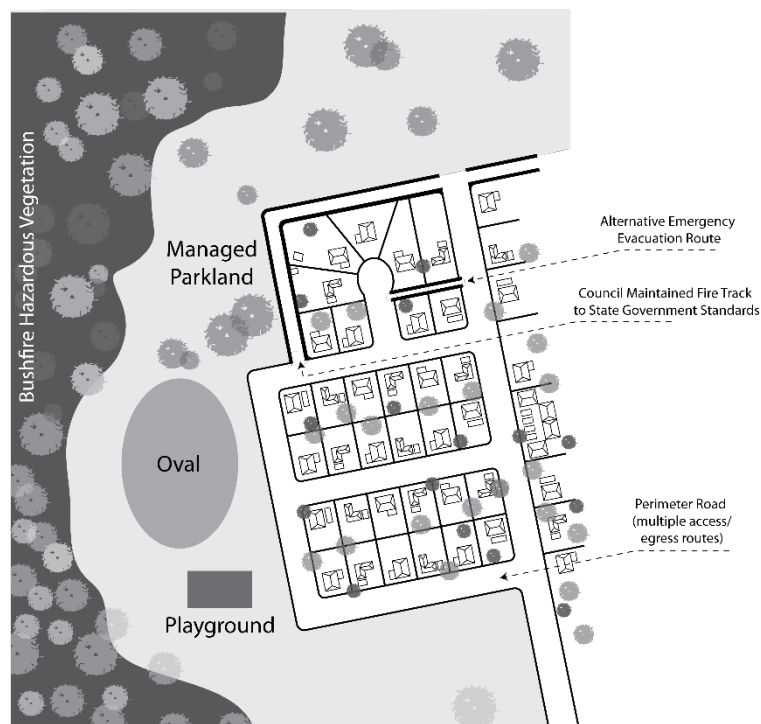 Bushfire Hazardous Vegetation
Managed
Parkland
Alternative Emergency
Evacuation Route
Council Maintained Fire Track
to State Government Standards
Oval
Perimeter Road
(multiple access/
egress routes)
Playground